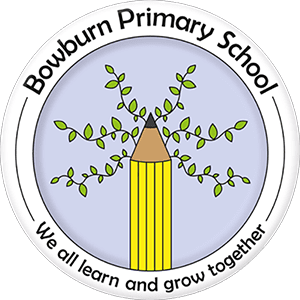 Bowburn Primary School
We all learn and grow together